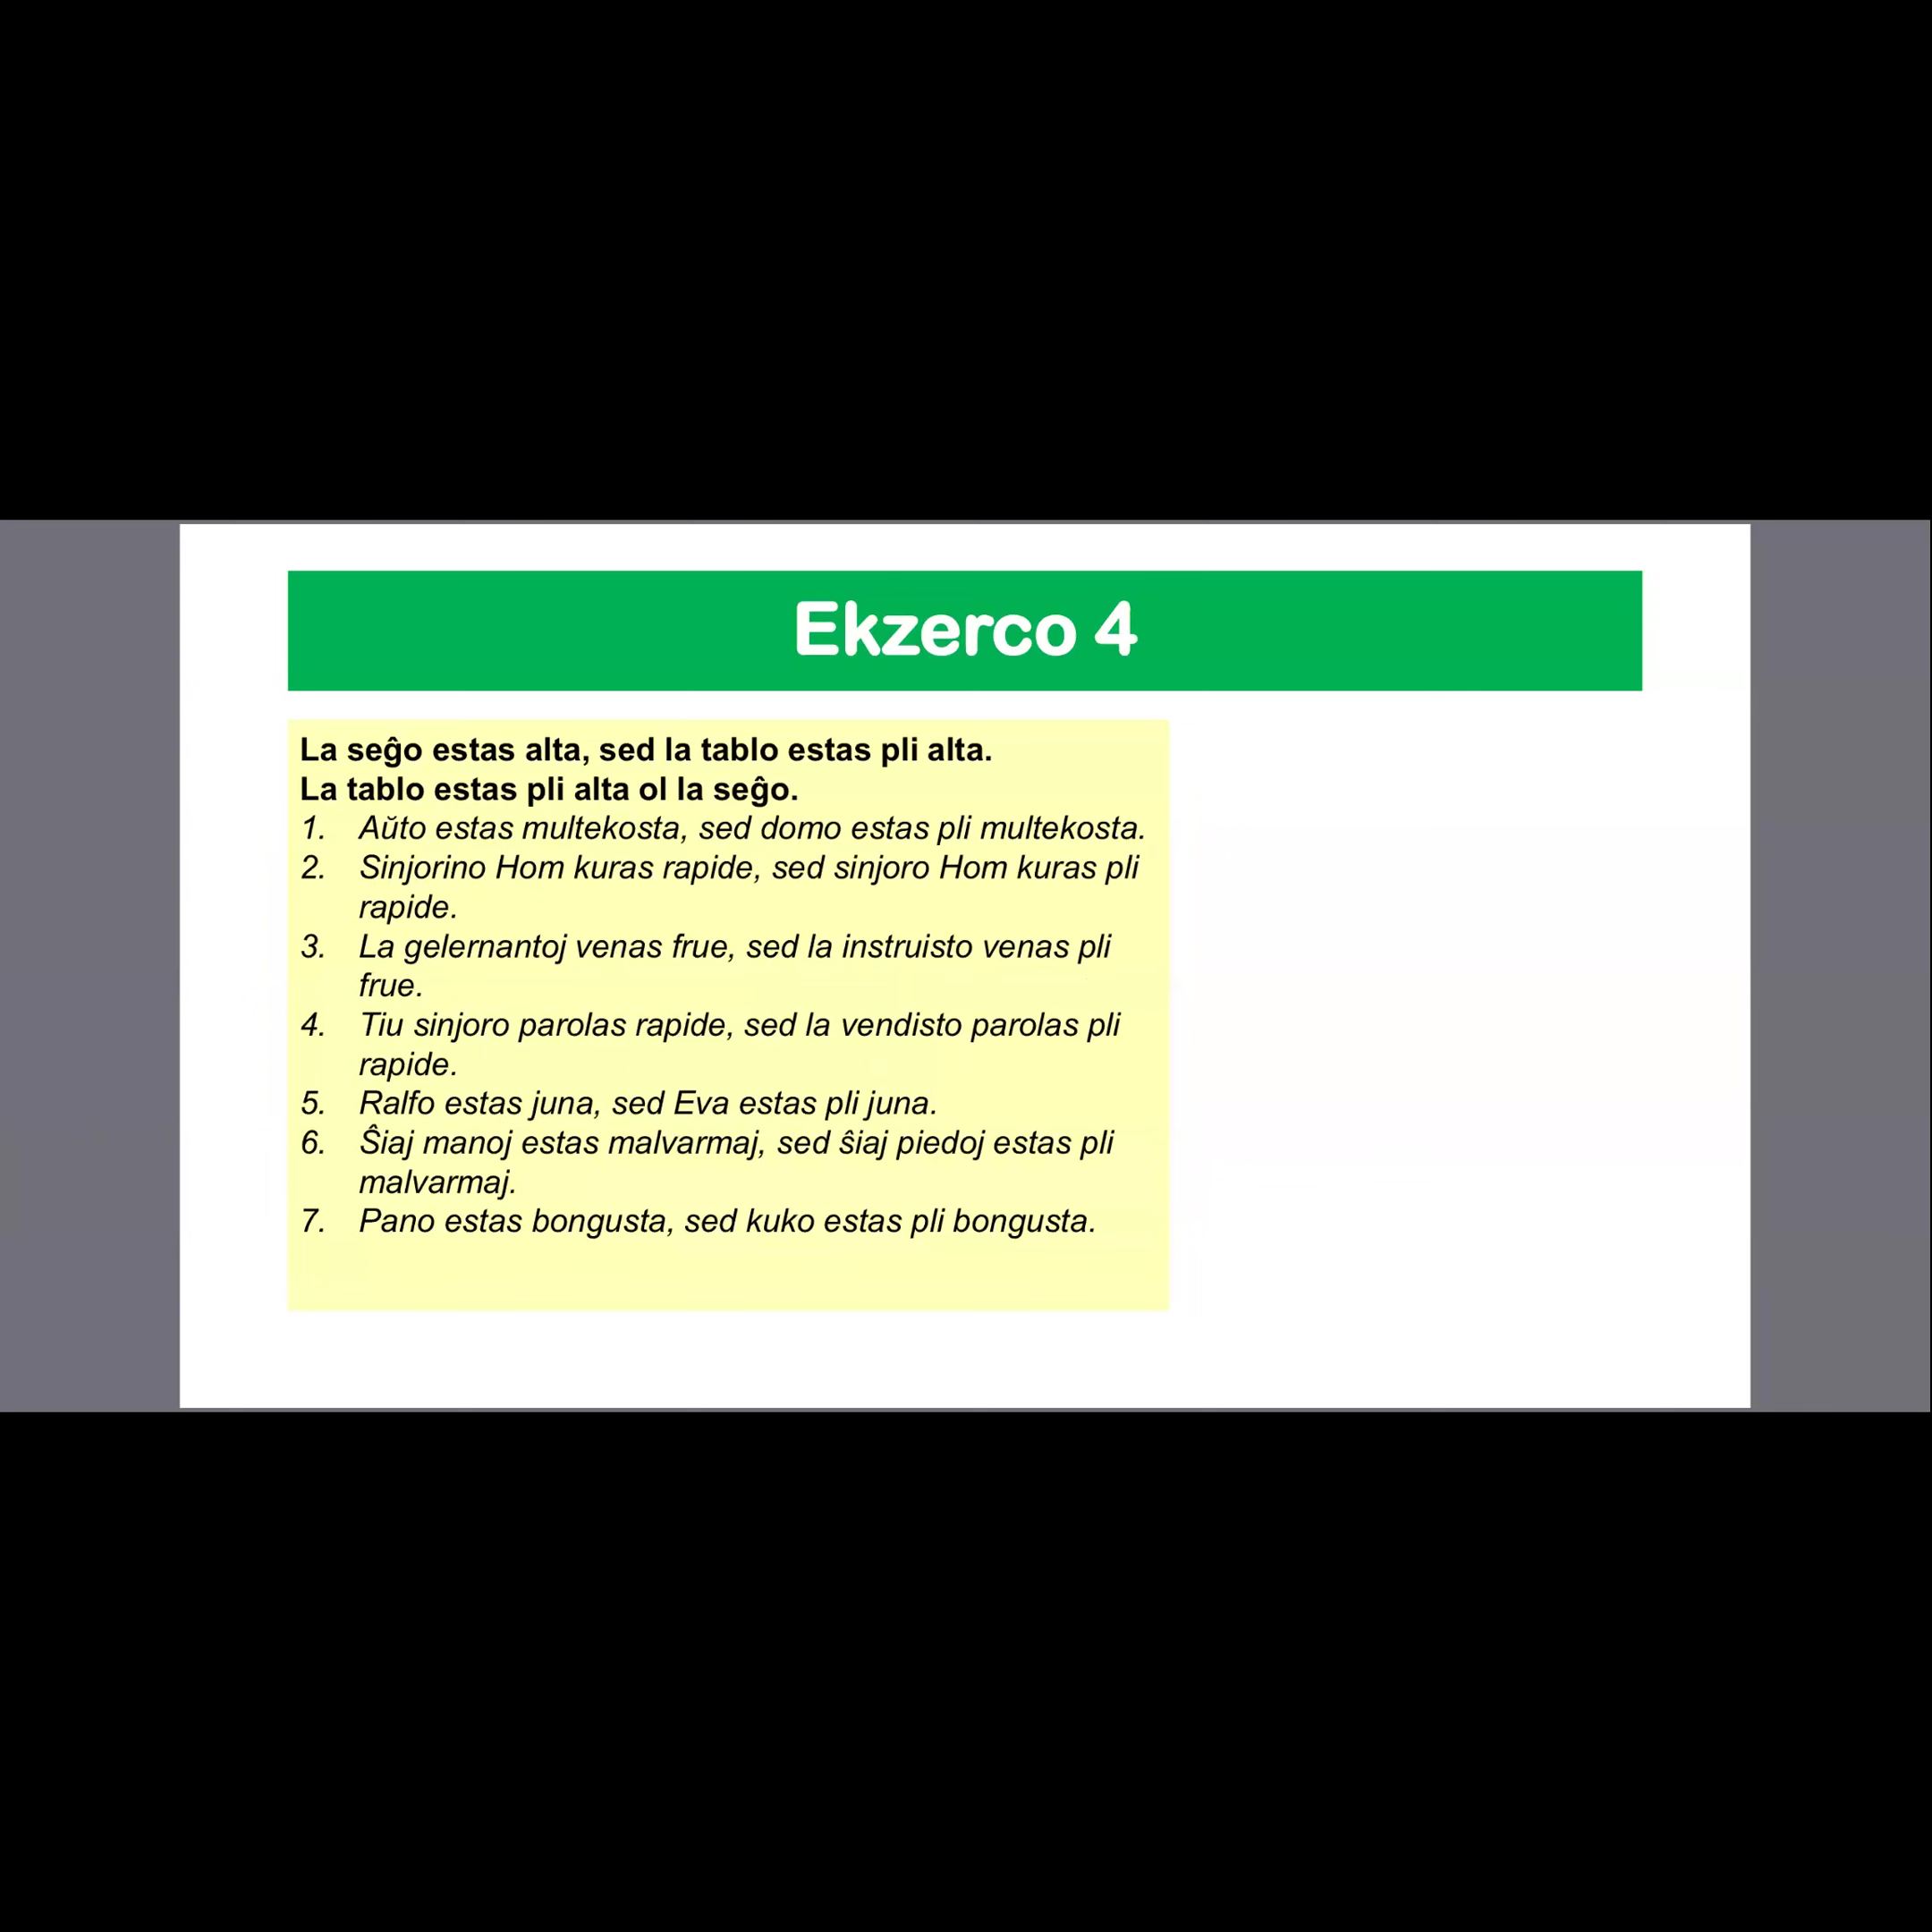 Ekzerco 4
La seĝo estas alta, sed la tablo estas pli alta.
La tablo estas pli alta ol la seĝo.
1. Aŭto estas multekosta, sed domo estas pli multekosta.
2. Sinjorino Hom kuras rapide, sed sinjoro Hom kuras pli
rapide.
3. La gelernantoj venas frue, sed la instruisto venas pli
frue.
4. Tiu sinjoro parolas rapide, sed la vendisto parolas pli
rapide.
5. Ralfo estas juna, sed Eva estas pli juna.
6. Ŝiaj manoj estas malvarmaj, sed ŝiaj piedoj estas pli
malvarmaj.
7. Pano estas bongusta, sed kuko estas pli bongusta.